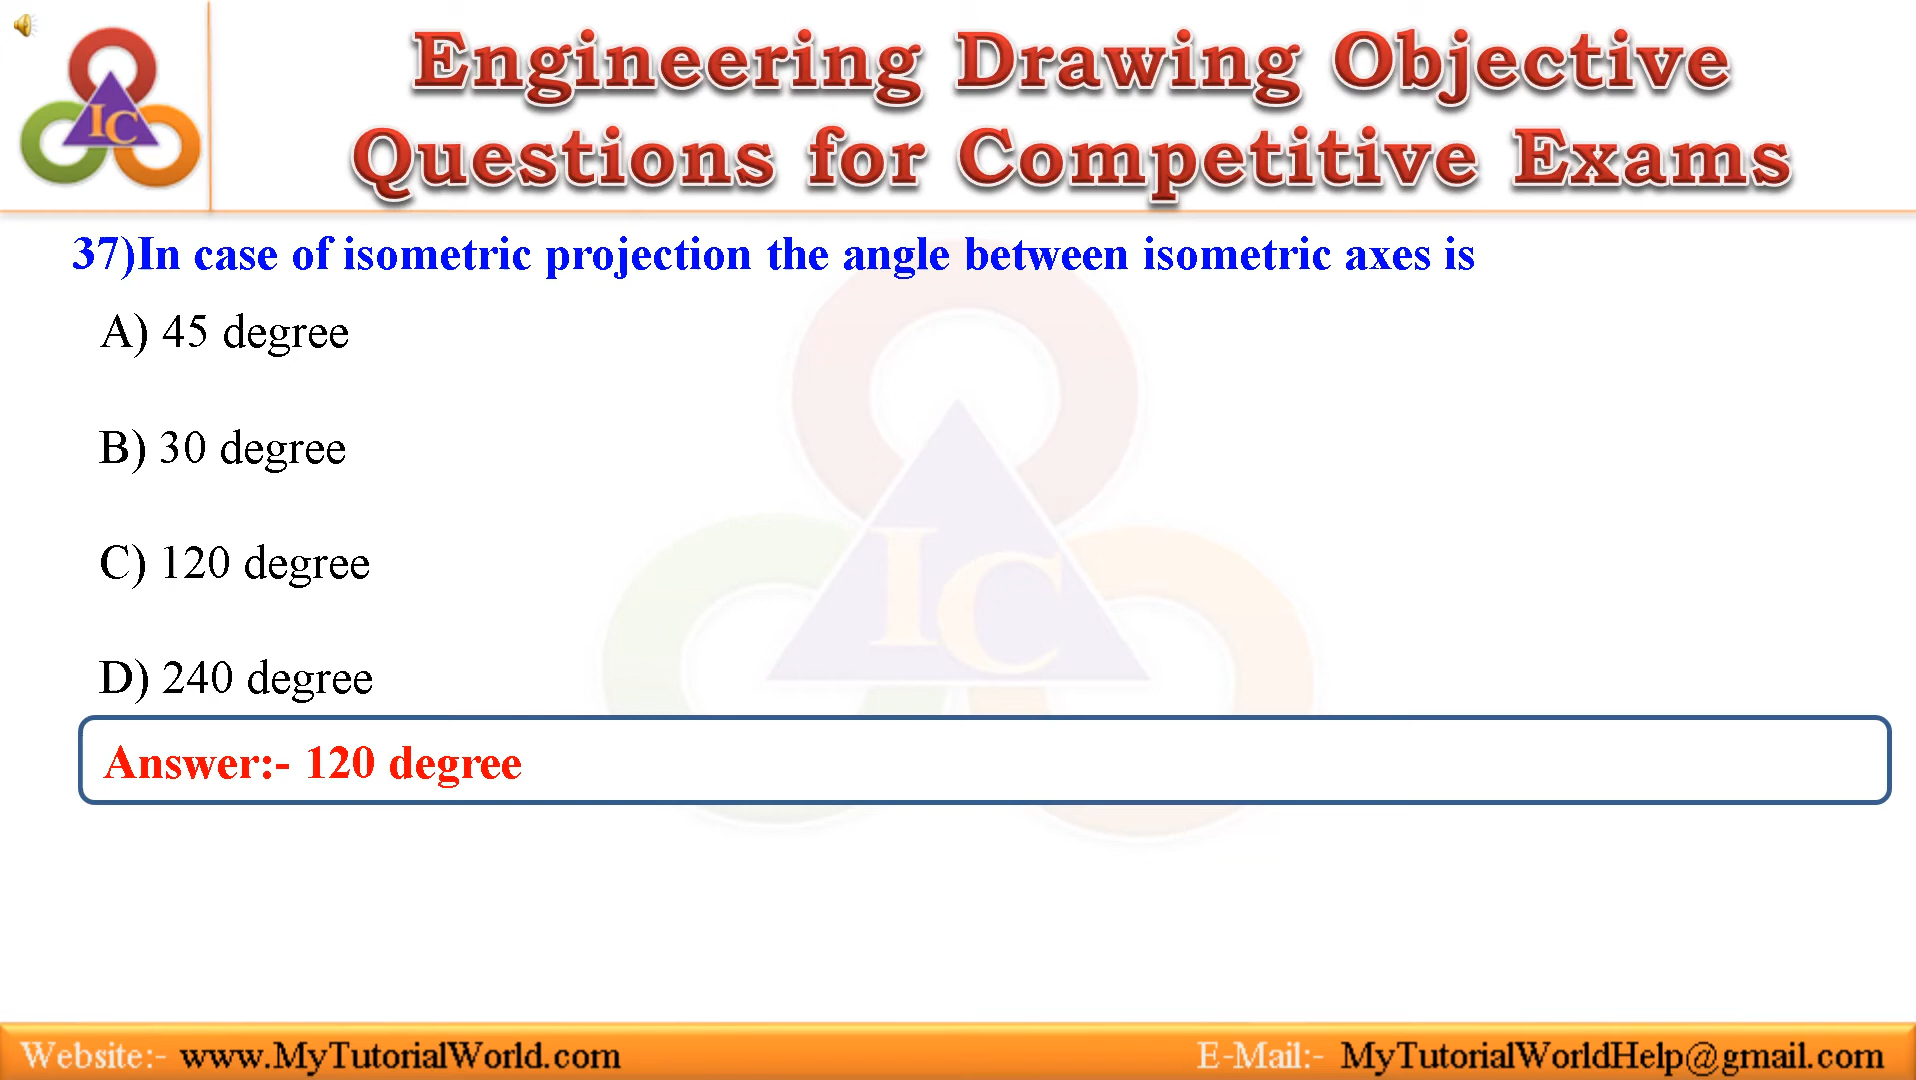 IC
Engineering Drawing Objective
Questions for Competitive Exams
37)In case of isometric projection the angle between isometric axes is
A) 45 degree
B) 30 degree
C) 120 degree
D) 240 degree
IC
Answer:- 120 degree
Website:- www.MyTutorialWorld.com
E-Mail:- MyTutorialWorldHelp@gmail.com